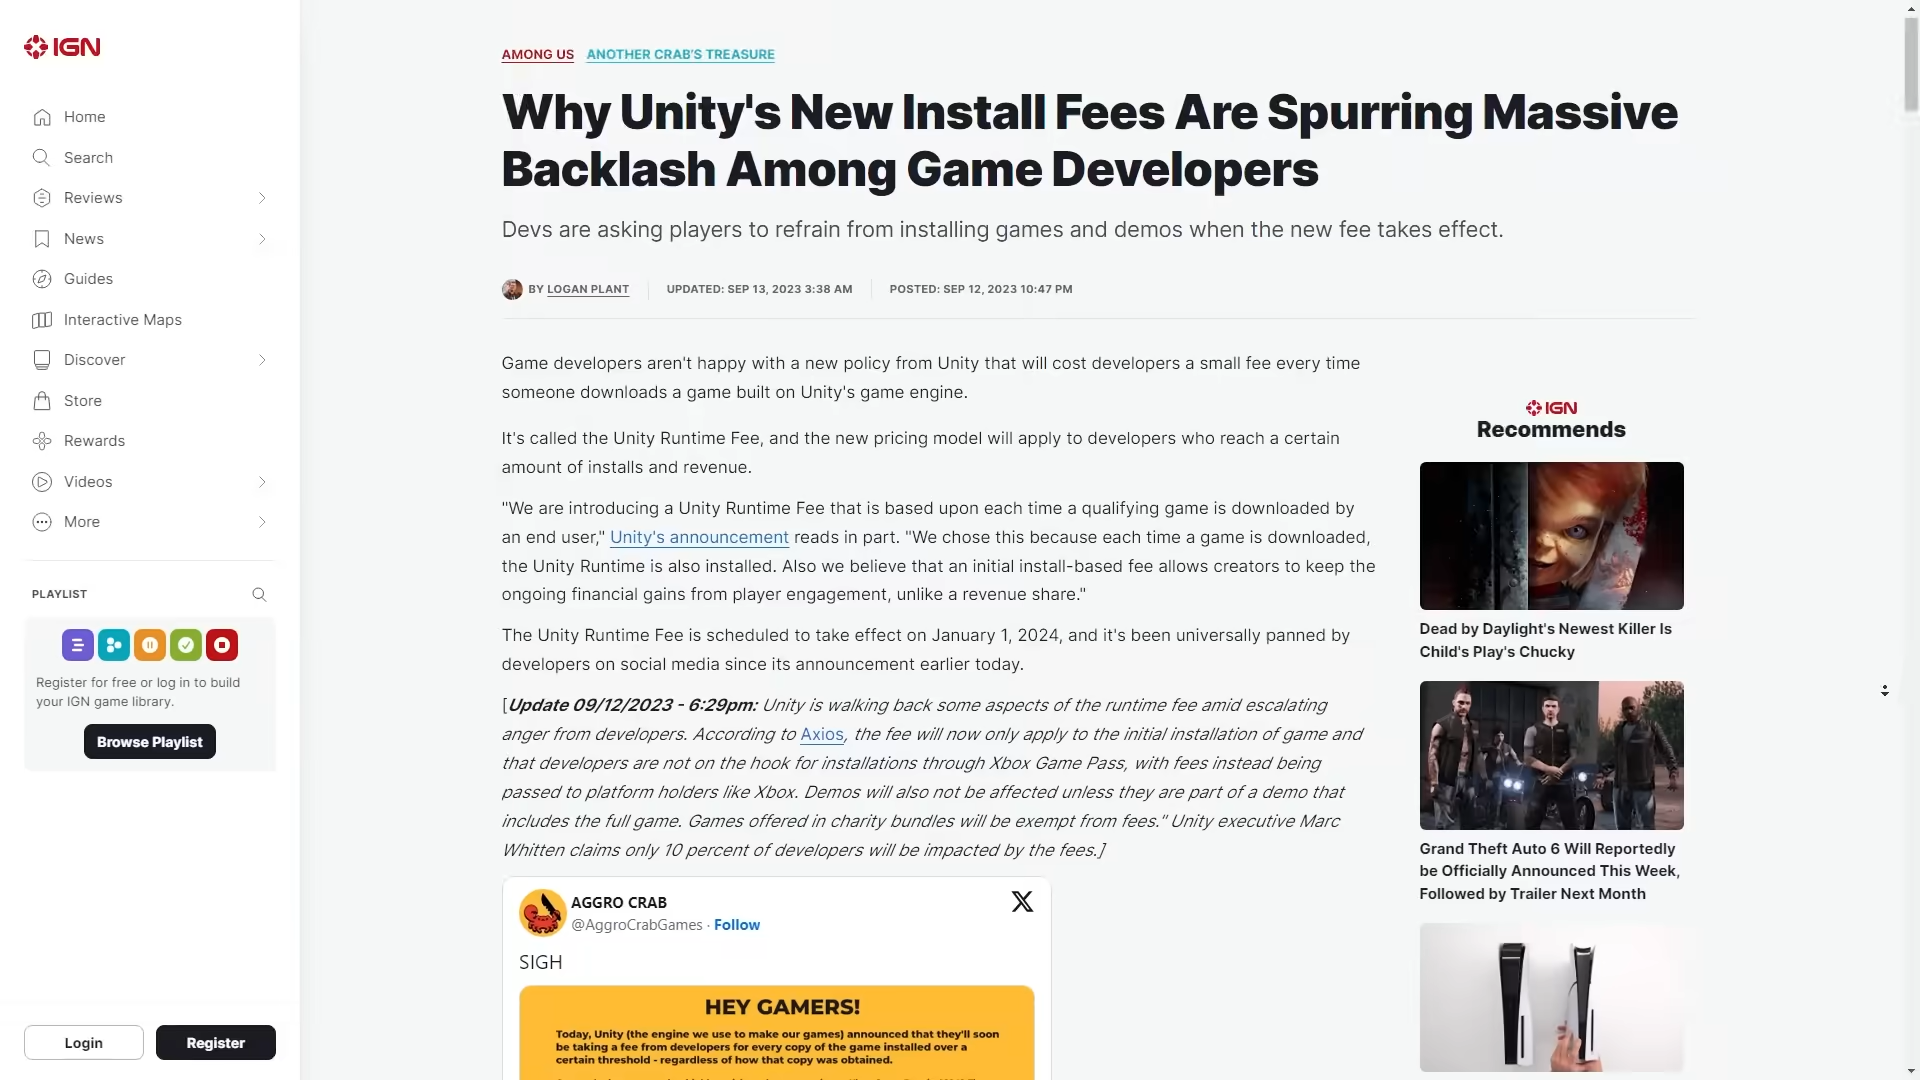 IGN
Home
Search
Reviews
News
Guides
Interactive Maps
Discover
Store
Rewards
Videos
More
PLAYLIST
Register for free or log in to build
your IGN game library.
Browse Playlist
Login
Register
AMONG US
ANOTHER CRAB'S TREASURE
Why Unity's New Install Fees Are Spurring Massive
Backlash Among Game Developers
Devs are asking players to refrain from installing games and demos when the new fee takes effect.
BY LOGAN PLANT
UPDATED: SEP 13, 2023 3:38 AM
POSTED: SEP 12, 2023 10:47 PM
Game developers aren't happy with a new policy from Unity that will cost developers a small fee every time
someone downloads a game built on Unity's game engine.
It's called the Unity Runtime Fee, and the new pricing model will apply to developers who reach a certain
amount of installs and revenue.
"We are introducing a Unity Runtime Fee that is based upon each time a qualifying game is downloaded by
an end user," Unity's announcement reads in part. "We chose this because each time a game is downloaded,
the Unity Runtime is also installed. Also we believe that an initial install-based fee allows creators to keep the
ongoing financial gains from player engagement, unlike a revenue share."
The Unity Runtime Fee is scheduled to take effect on January 1, 2024, and it's been universally panned by
developers on social media since its announcement earlier today.
[Update 09/12/2023 - 6:29pm: Unity is walking back some aspects of the runtime fee amid escalating
anger from developers. According to Axios, the fee will now only apply to the initial installation of game and
that developers are not on the hook for installations through Xbox Game Pass, with fees instead being
passed to platform holders like Xbox. Demos will also not be affected unless they are part of a demo that
includes the full game. Games offered in charity bundles will be exempt from fees." Unity executive Marc
Whitten claims only 10 percent of developers will be impacted by the fees.]
AGGRO CRAB
@AggroCrabGames · Follow
SIGH
HEY GAMERS!
Today, Unity (the engine we use to make our games) announced that they'll soon
be taking a fee from developers for every copy of the game installed over a
certain threshold - regardless of how that copy was obtained.
IGN
Recommends
Dead by Daylight's Newest Killer Is
Child's Play's Chucky
Grand Theft Auto 6 Will Reportedly
be Officially Announced This Week,
Followed by Trailer Next Month